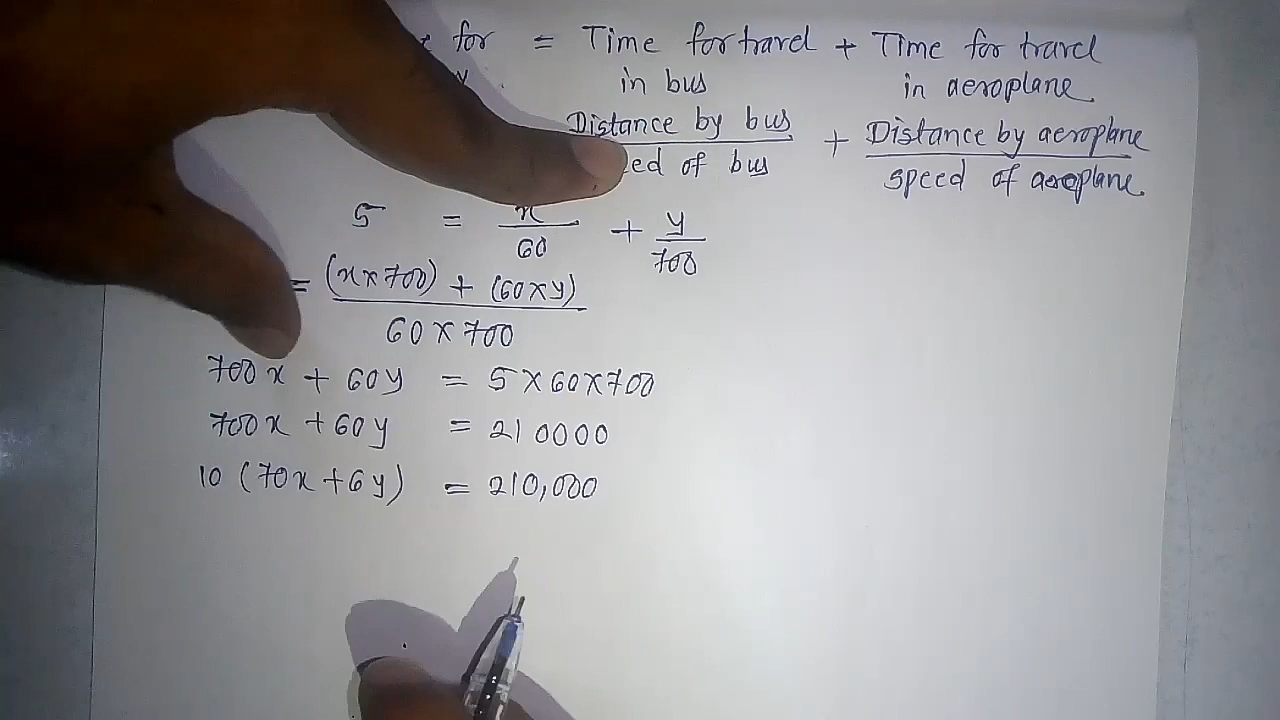 for = Time for travel + Time for travel
in bus in aeroplane
Distance by bus + Distance by aeroplane
of bus speed of aeroplane
5 = x/60 + y/700
= (x×700) + (60×y)
60×700
700x + 60y = 5×60×700
700x + 60y = 210000
10 (70x+6y) = 210,000